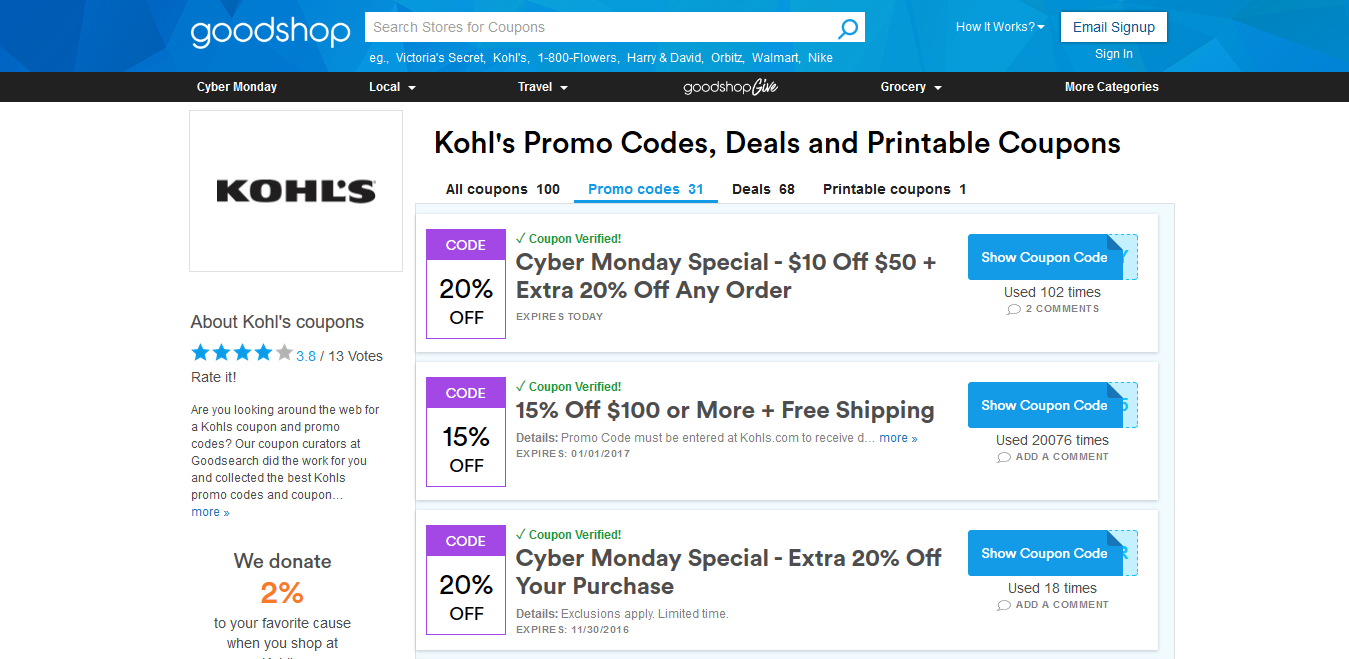 goodshop
Search Stores for Coupons
How It Works?
Email Signup
eg., Victoria's Secret, Kohl's, 1-800-Flowers, Harry & David, Orbitz, Walmart, Nike
Sign In
Cyber Monday Local Travel goodshopGive Grocery More Categories
KOHL'S
About Kohl's coupons
3.8 / 13 Votes
Rate it!
Are you looking around the web for
a Kohls coupon and promo
codes? Our coupon curators at
Goodsearch did the work for you
and collected the best Kohls
promo codes and coupon...
more »
We donate
2%
to your favorite cause
when you shop at
Kohl's Promo Codes, Deals and Printable Coupons
All coupons 100 Promo codes 31 Deals 68 Printable coupons 1
CODE
20%
OFF
✓ Coupon Verified!
Cyber Monday Special - $10 Off $50 +
Extra 20% Off Any Order
EXPIRES TODAY
Show Coupon Code
Y
Used 102 times
2 COMMENTS
CODE
15%
OFF
✓ Coupon Verified!
15% Off $100 or More + Free Shipping
Details: Promo Code must be entered at Kohls.com to receive d... more »
EXPIRES: 01/01/2017
Show Coupon Code
5
Used 20076 times
ADD A COMMENT
CODE
20%
OFF
✓ Coupon Verified!
Cyber Monday Special - Extra 20% Off
Your Purchase
Details: Exclusions apply. Limited time.
EXPIRES: 11/30/2016
Show Coupon Code
R
Used 18 times
ADD A COMMENT